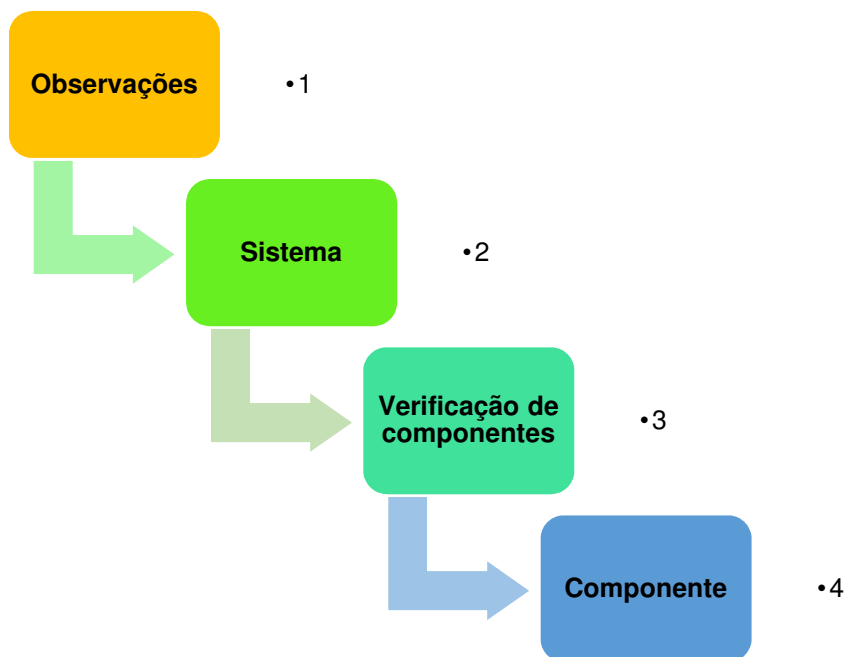 Observações
•1
Sistema
•2
Verificação de
componentes
•3
Componente
•4